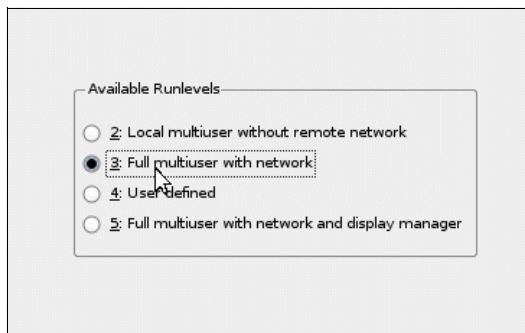 Available Runlevels
2: Local multiuser without remote network
3: Full multiuser with network
4: User defined
5: Full multiuser with network and display manager